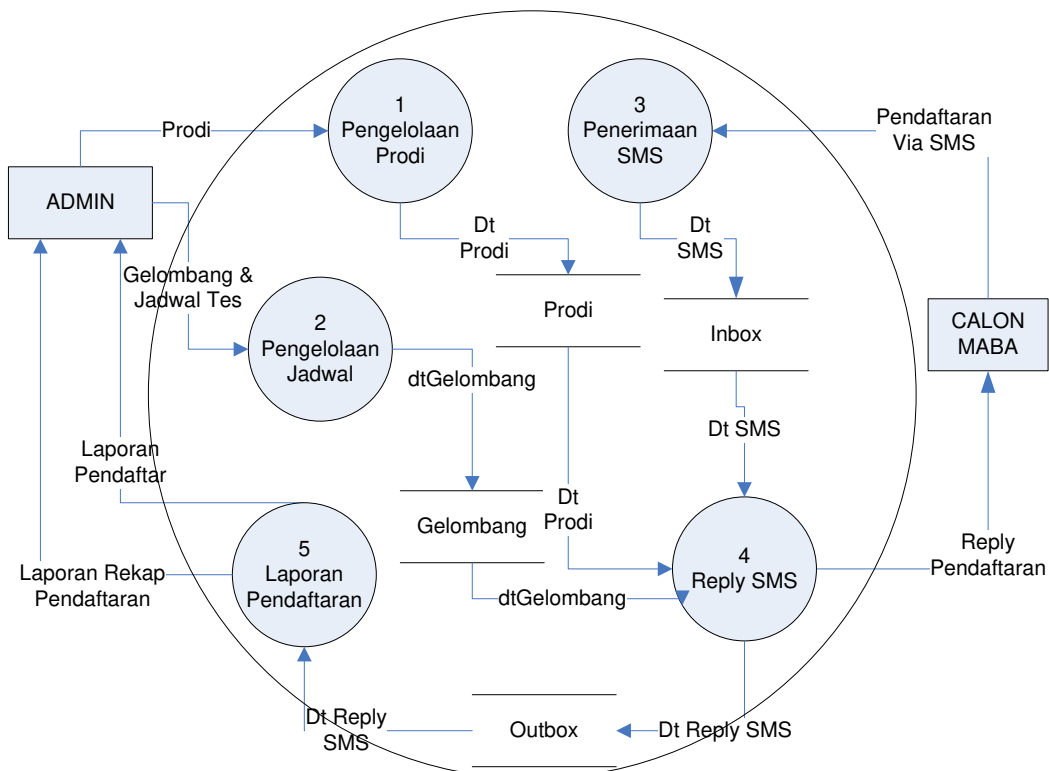 1
Pengelolaan
Prodi
3
Penerimaan
SMS
Prodi
Pendaftaran
Via SMS
ADMIN
Dt
Prodi
Dt
SMS
Gelombang &
Jadwal Tes
Prodi
Inbox
CALON
MABA
2
Pengelolaan
Jadwal
dtGelombang
Dt SMS
Laporan
Pendaftar
Gelombang
Dt
Prodi
5
Laporan
Pendaftaran
4
Reply SMS
Reply
Pendaftaran
Laporan Rekap
Pendaftaran
dtGelombang
Dt Reply
SMS
Outbox
Dt Reply SMS